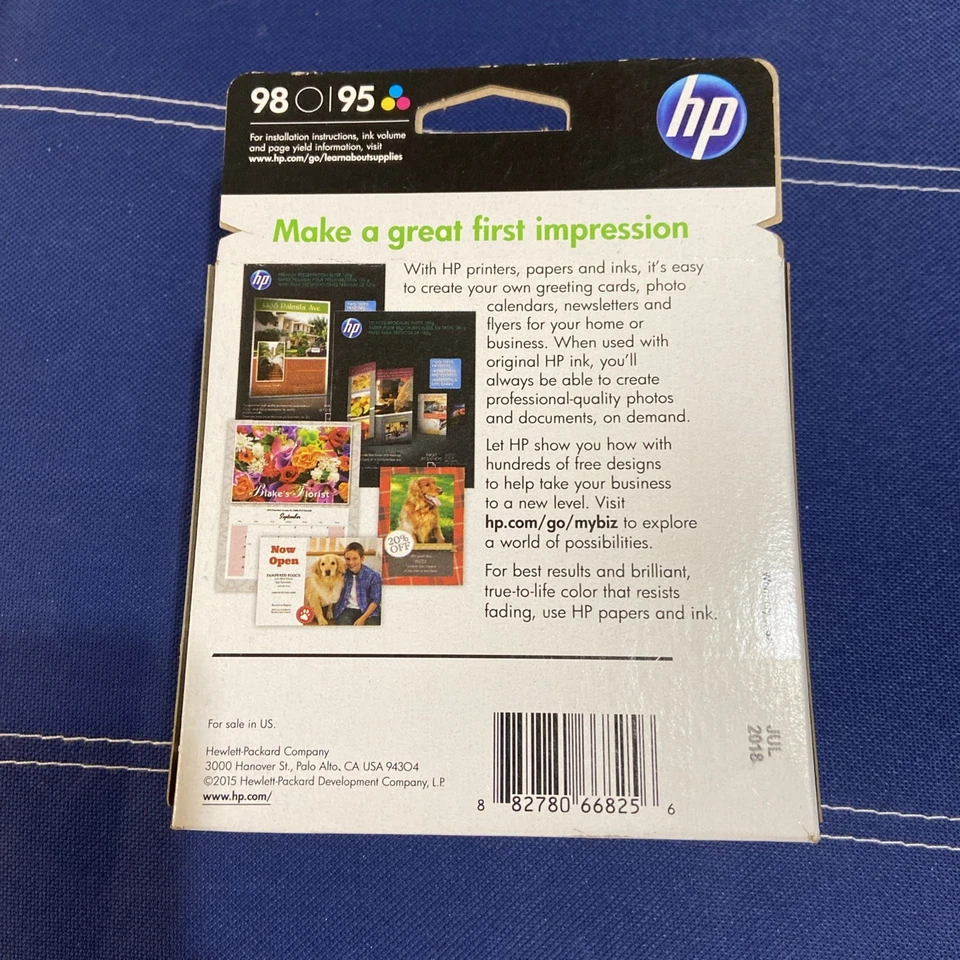 98 | 95
hp
For installation instructions, ink volume
and page yield information, visit
www.hp.com/go/learnaboutsupplies
Make a great first impression
With HP printers, papers and inks, it's easy
to create your own greeting cards, photo
calendars, newsletters and
flyers for your home or
business. When used with
original HP ink, you'll
always be able to create
professional-quality photos
and documents, on demand.
Let HP show you how with
hundreds of free designs
to help take your business
to a new level. Visit
hp.com/go/mybiz to explore
a world of possibilities.
For best results and brilliant,
true-to-life color that resists
fading, use HP papers and ink.
hp
hp
Blake's Florist
September
20%
OFF
Now
Open
For sale in US.
Hewlett-Packard Company
3000 Hanover St., Palo Alto, CA USA 94304
©2015 Hewlett-Packard Development Company, L.P.
www.hp.com/
8 82780 66825 6
JUL
2018